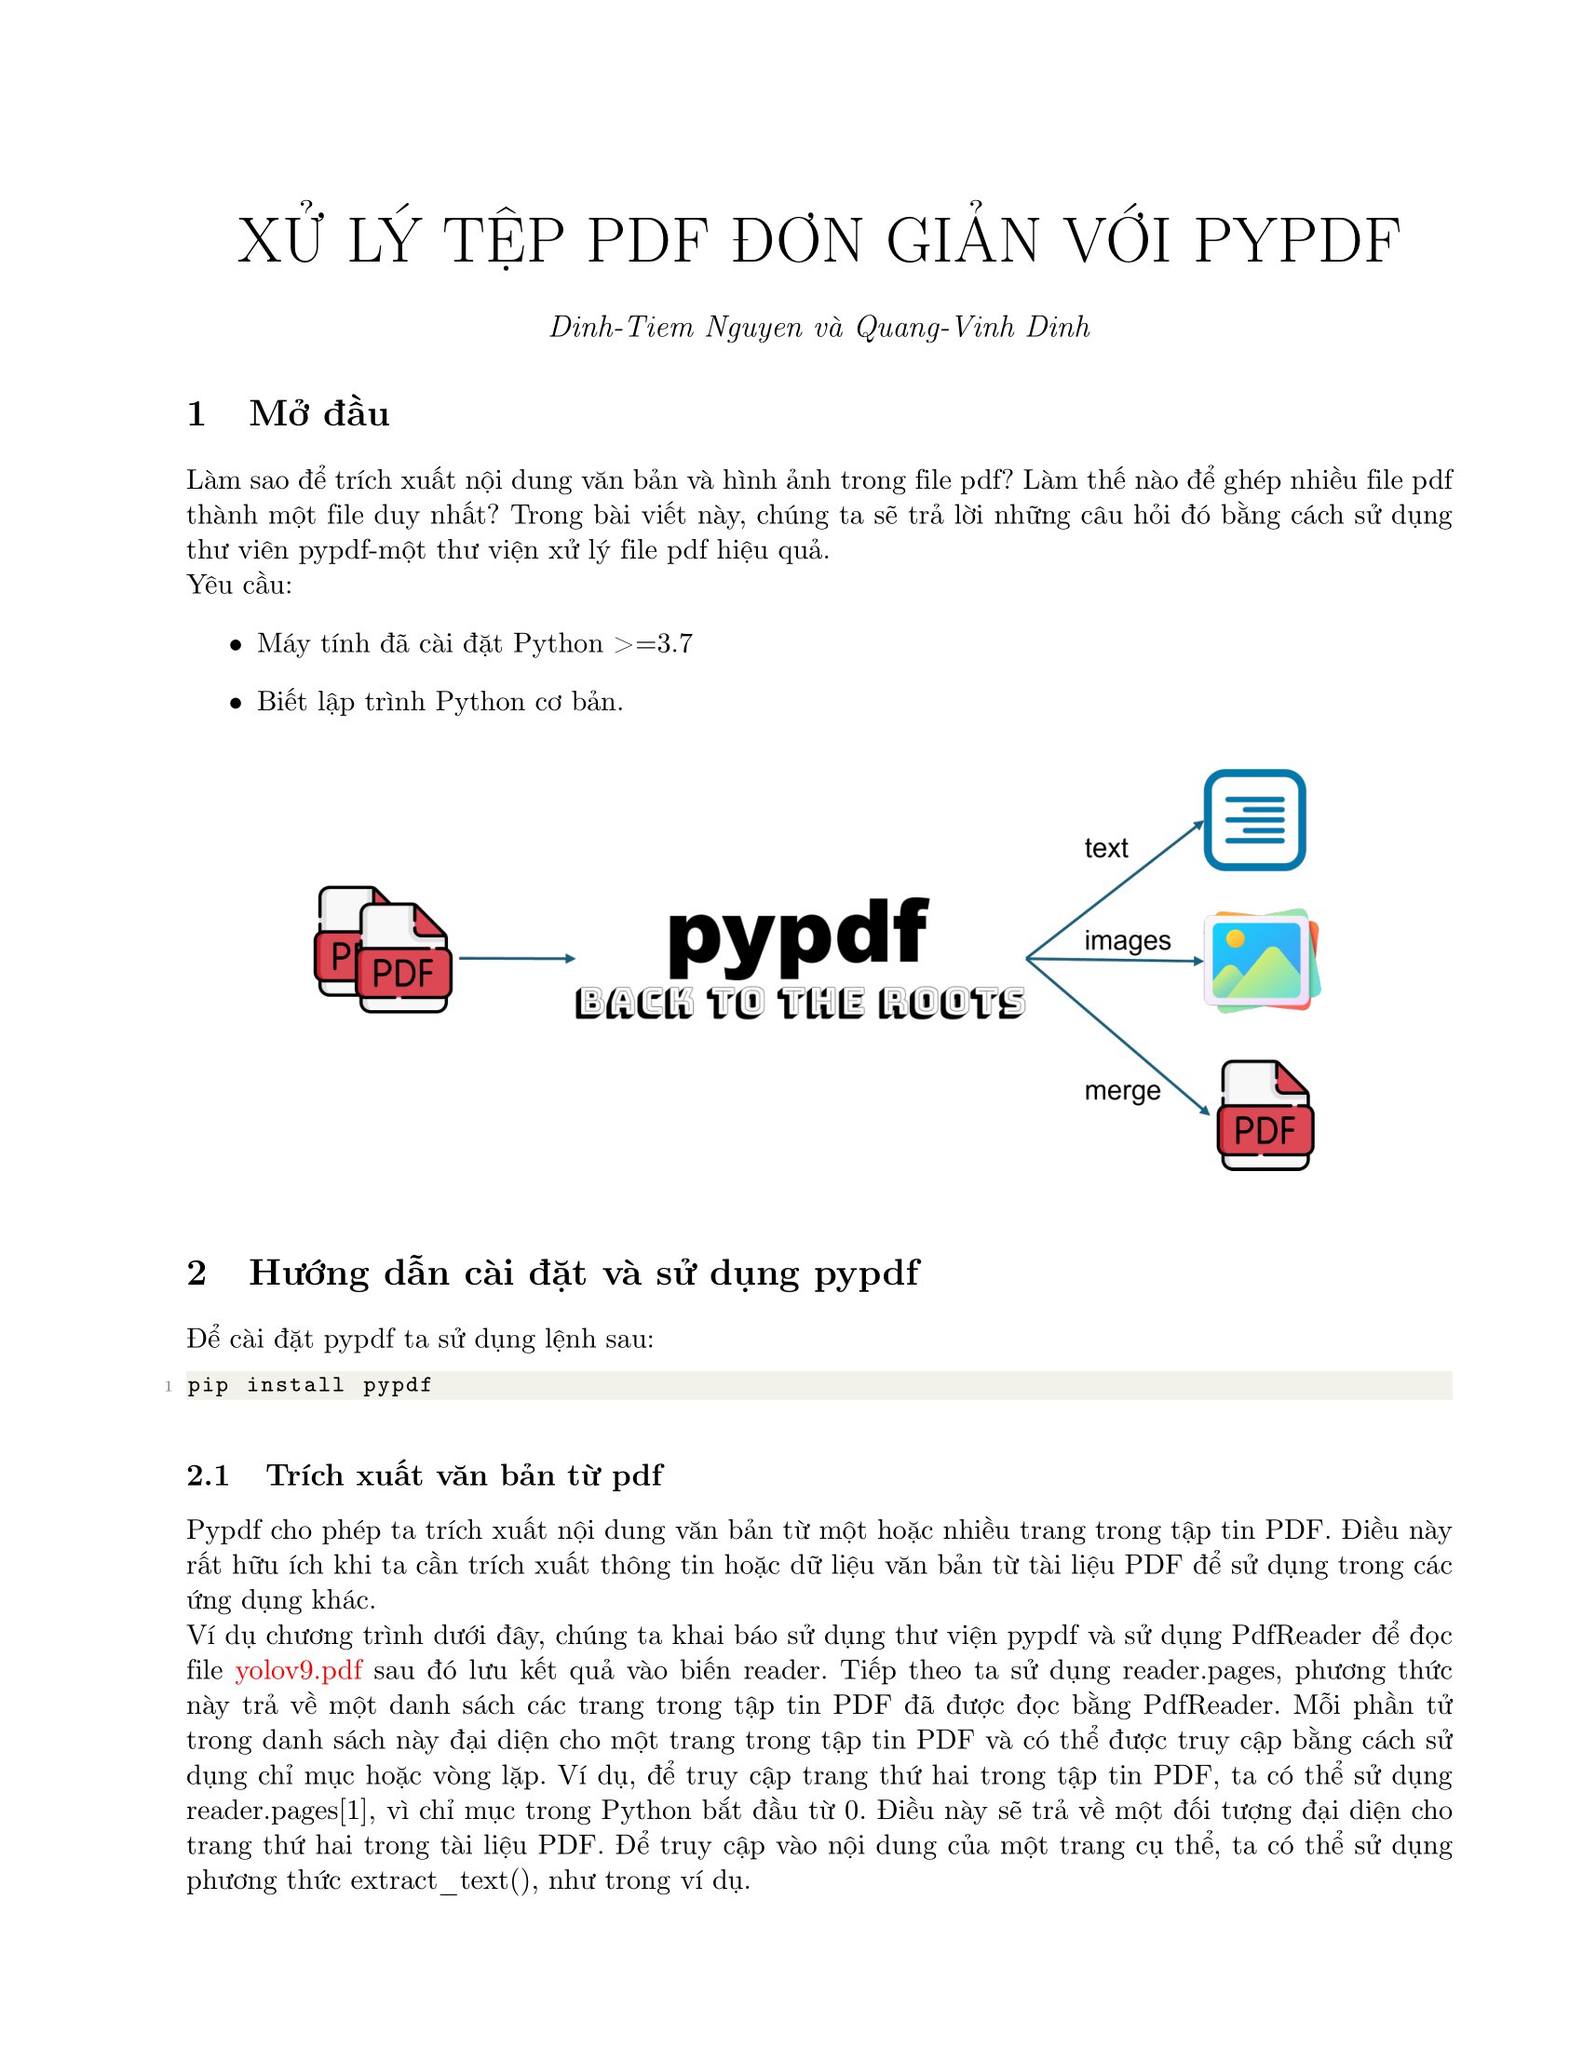 XỬ LÝ TỆP PDF ĐƠN GIẢN VỚI PYPDF
Dinh-Tiem Nguyen và Quang-Vinh Dinh
1 Mở đầu
Làm sao để trích xuất nội dung văn bản và hình ảnh trong file pdf? Làm thế nào để ghép nhiều file pdf
thành một file duy nhất? Trong bài viết này, chúng ta sẽ trả lời những câu hỏi đó bằng cách sử dụng
thư viên pypdf-một thư viện xử lý file pdf hiệu quả.
Yêu cầu:
• Máy tính đã cài đặt Python >=3.7
• Biết lập trình Python cơ bản.
PDF
pypdf
BACK TO THE ROOTS
text
images
merge
PDF
2 Hướng dẫn cài đặt và sử dụng pypdf
Để cài đặt pypdf ta sử dụng lệnh sau:
1 pip install pypdf
2.1 Trích xuất văn bản từ pdf
Pypdf cho phép ta trích xuất nội dung văn bản từ một hoặc nhiều trang trong tập tin PDF. Điều này
rất hữu ích khi ta cần trích xuất thông tin hoặc dữ liệu văn bản từ tài liệu PDF để sử dụng trong các
ứng dụng khác.
Ví dụ chương trình dưới đây, chúng ta khai báo sử dụng thư viện pypdf và sử dụng PdfReader để đọc
file yolov9.pdf sau đó lưu kết quả vào biến reader. Tiếp theo ta sử dụng reader.pages, phương thức
này trả về một danh sách các trang trong tập tin PDF đã được đọc bằng PdfReader. Mỗi phần tử
trong danh sách này đại diện cho một trang trong tập tin PDF và có thể được truy cập bằng cách sử
dụng chỉ mục hoặc vòng lặp. Ví dụ, để truy cập trang thứ hai trong tập tin PDF, ta có thể sử dụng
reader.pages[1], vì chỉ mục trong Python bắt đầu từ 0. Điều này sẽ trả về một đối tượng đại diện cho
trang thứ hai trong tài liệu PDF. Để truy cập vào nội dung của một trang cụ thể, ta có thể sử dụng
phương thức extract_text(), như trong ví dụ.